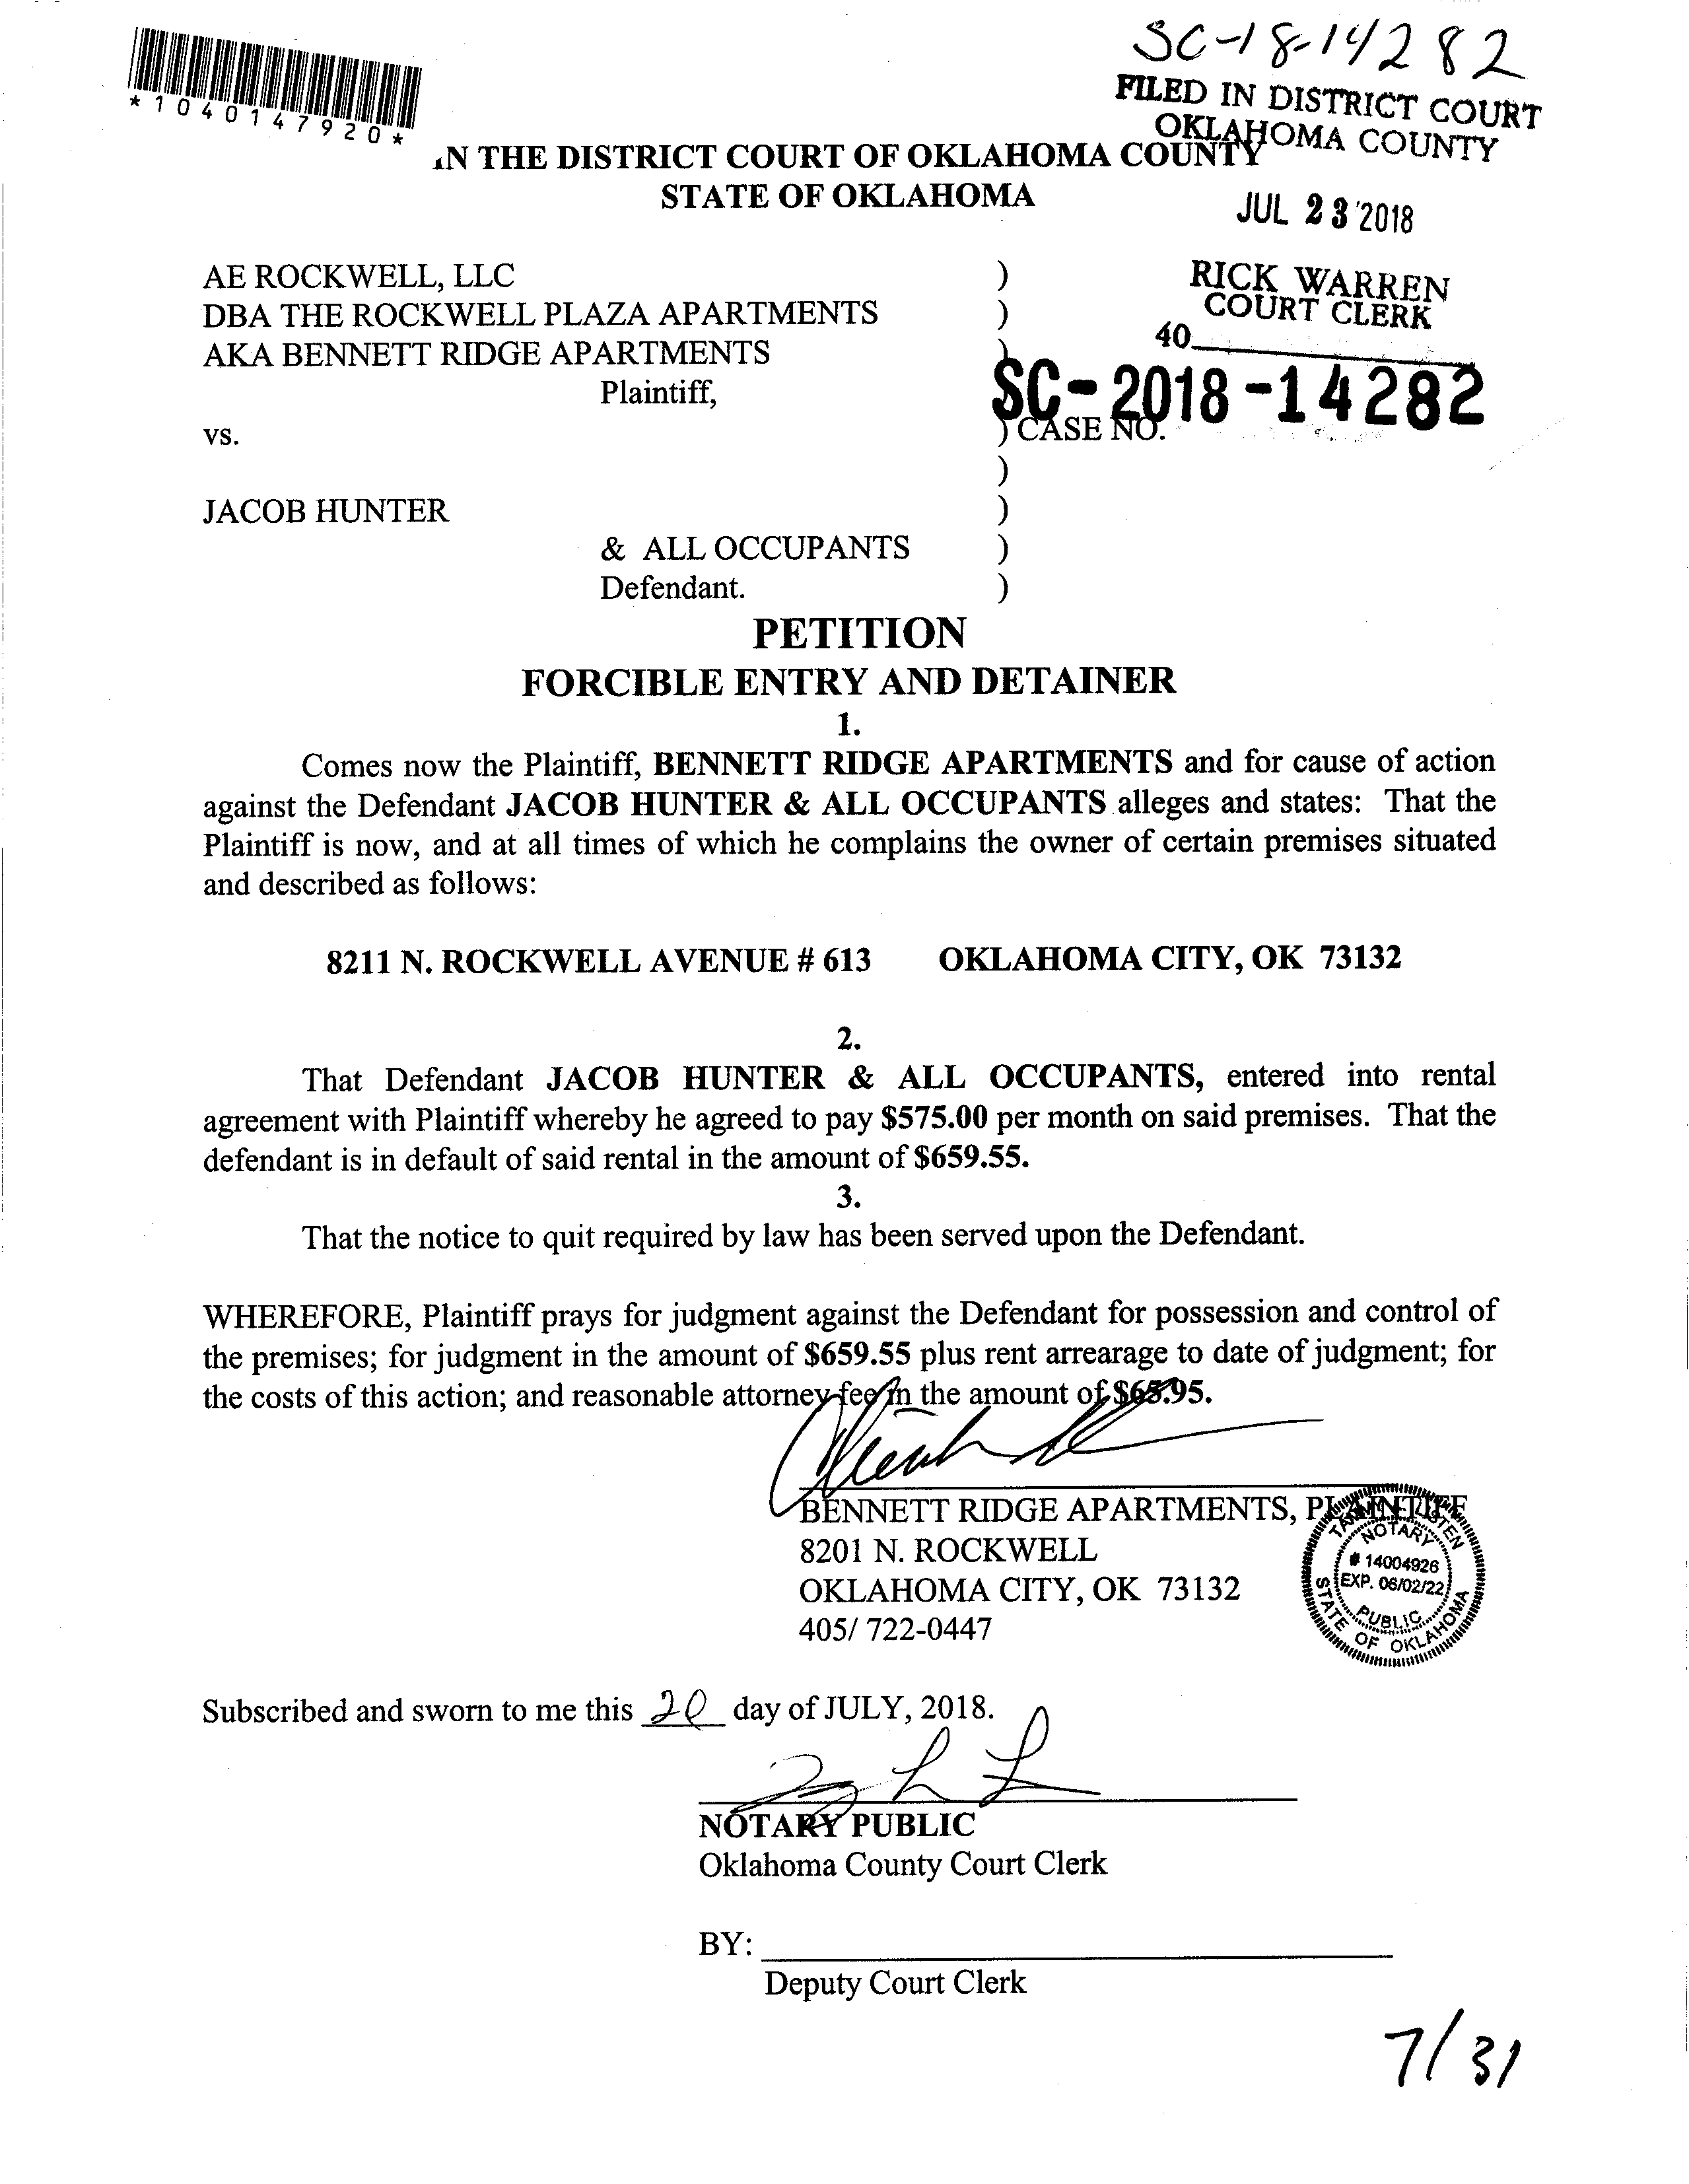 SC-18-14282
FILED IN DISTRICT COURT
OKLAHOMA COUNTY
*1040147920*
IN THE DISTRICT COURT OF OKLAHOMA COUNTY
STATE OF OKLAHOMA
JUL 23 2018
RICK WARREN
COURT CLERK
40
AE ROCKWELL, LLC )
DBA THE ROCKWELL PLAZA APARTMENTS )
AKA BENNETT RIDGE APARTMENTS )
Plaintiff,
SC-2018-14282
vs. ) CASE NO.
)
JACOB HUNTER )
& ALL OCCUPANTS )
Defendant. )
PETITION
FORCIBLE ENTRY AND DETAINER
1.
Comes now the Plaintiff, BENNETT RIDGE APARTMENTS and for cause of action
against the Defendant JACOB HUNTER & ALL OCCUPANTS alleges and states: That the
Plaintiff is now, and at all times of which he complains the owner of certain premises situated
and described as follows:
8211 N. ROCKWELL AVENUE # 613 OKLAHOMA CITY, OK 73132
2.
That Defendant JACOB HUNTER & ALL OCCUPANTS, entered into rental
agreement with Plaintiff whereby he agreed to pay $575.00 per month on said premises. That the
defendant is in default of said rental in the amount of $659.55.
3.
That the notice to quit required by law has been served upon the Defendant.
WHEREFORE, Plaintiff prays for judgment against the Defendant for possession and control of
the premises; for judgment in the amount of $659.55 plus rent arrearage to date of judgment; for
the costs of this action; and reasonable attorney fee in the amount of $65.95.
BENNETT RIDGE APARTMENTS, PLAINTIFF
8201 N. ROCKWELL
OKLAHOMA CITY, OK 73132
405/ 722-0447
NOTARY
# 14004926
EXP. 06/02/22
PUBLIC
STATE OF OKLAHOMA
Subscribed and sworn to me this 20 day of JULY, 2018.
NOTARY PUBLIC
Oklahoma County Court Clerk
BY:
Deputy Court Clerk
7/31